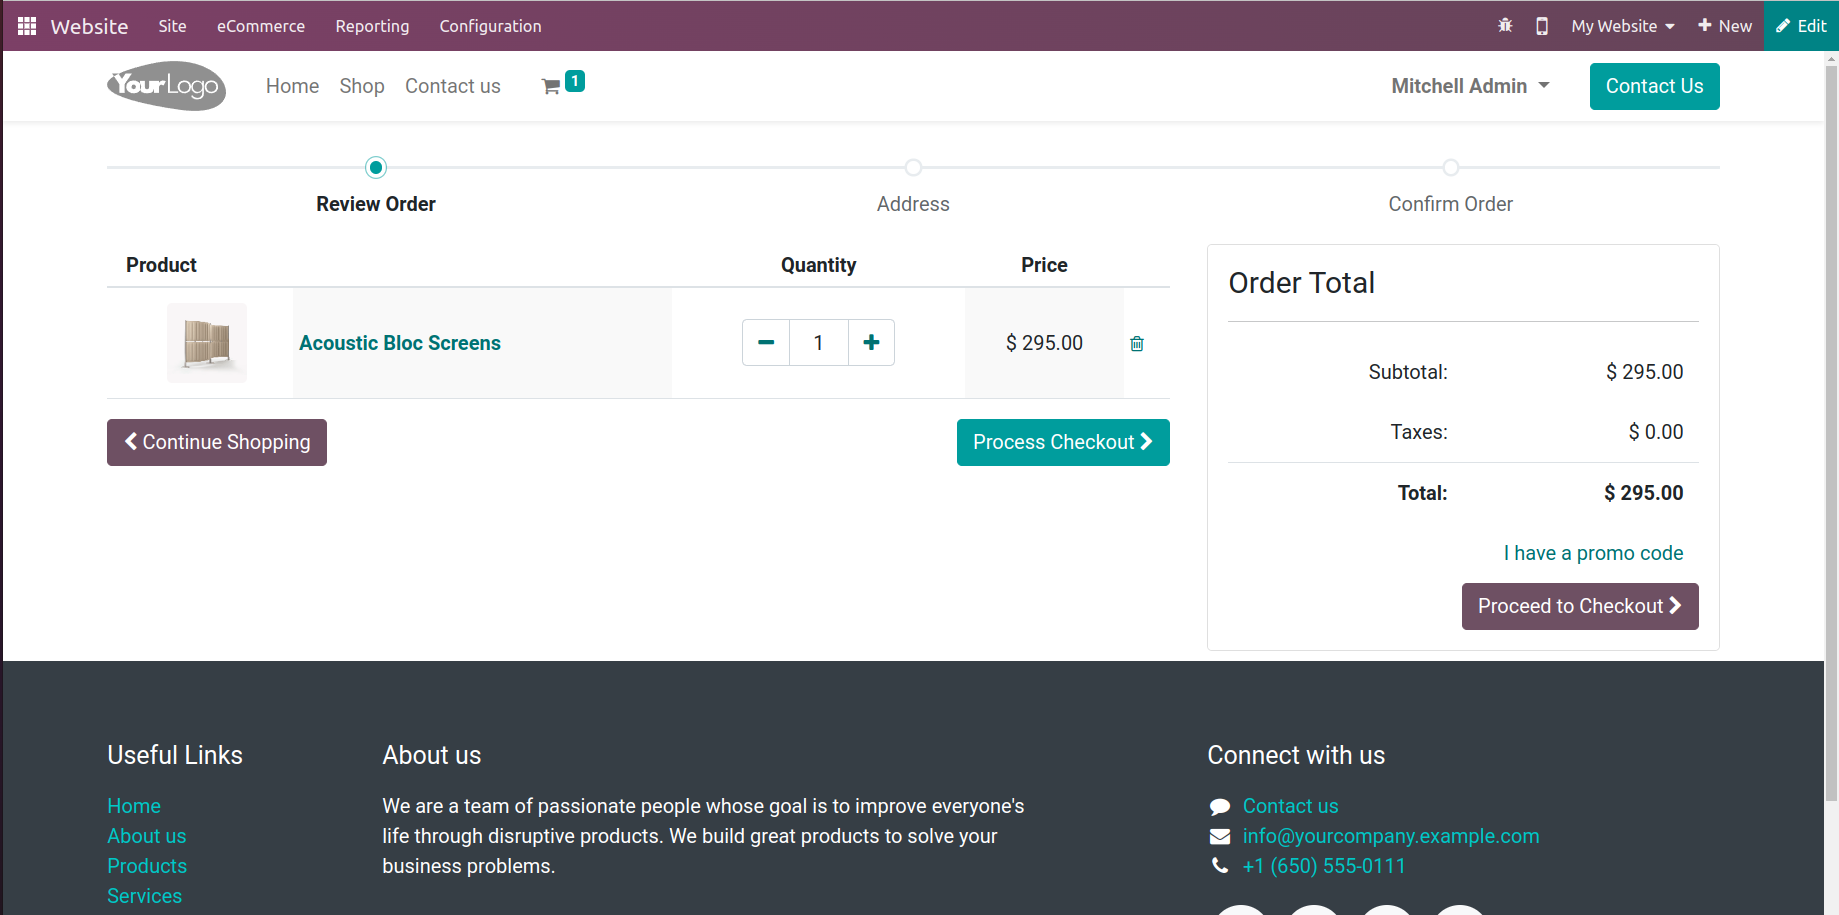 Website Site eCommerce Reporting Configuration My Website New Edit
YourLogo Home Shop Contact us 1 Mitchell Admin Contact Us
Review Order Address Confirm Order
Product Quantity Price
Acoustic Bloc Screens 1 $ 295.00
Continue Shopping Process Checkout
Order Total
Subtotal: $ 295.00
Taxes: $ 0.00
Total: $ 295.00
I have a promo code
Proceed to Checkout
Useful Links
Home
About us
Products
Services
About us
We are a team of passionate people whose goal is to improve everyone's
life through disruptive products. We build great products to solve your
business problems.
Connect with us
Contact us
info@yourcompany.example.com
+1 (650) 555-0111